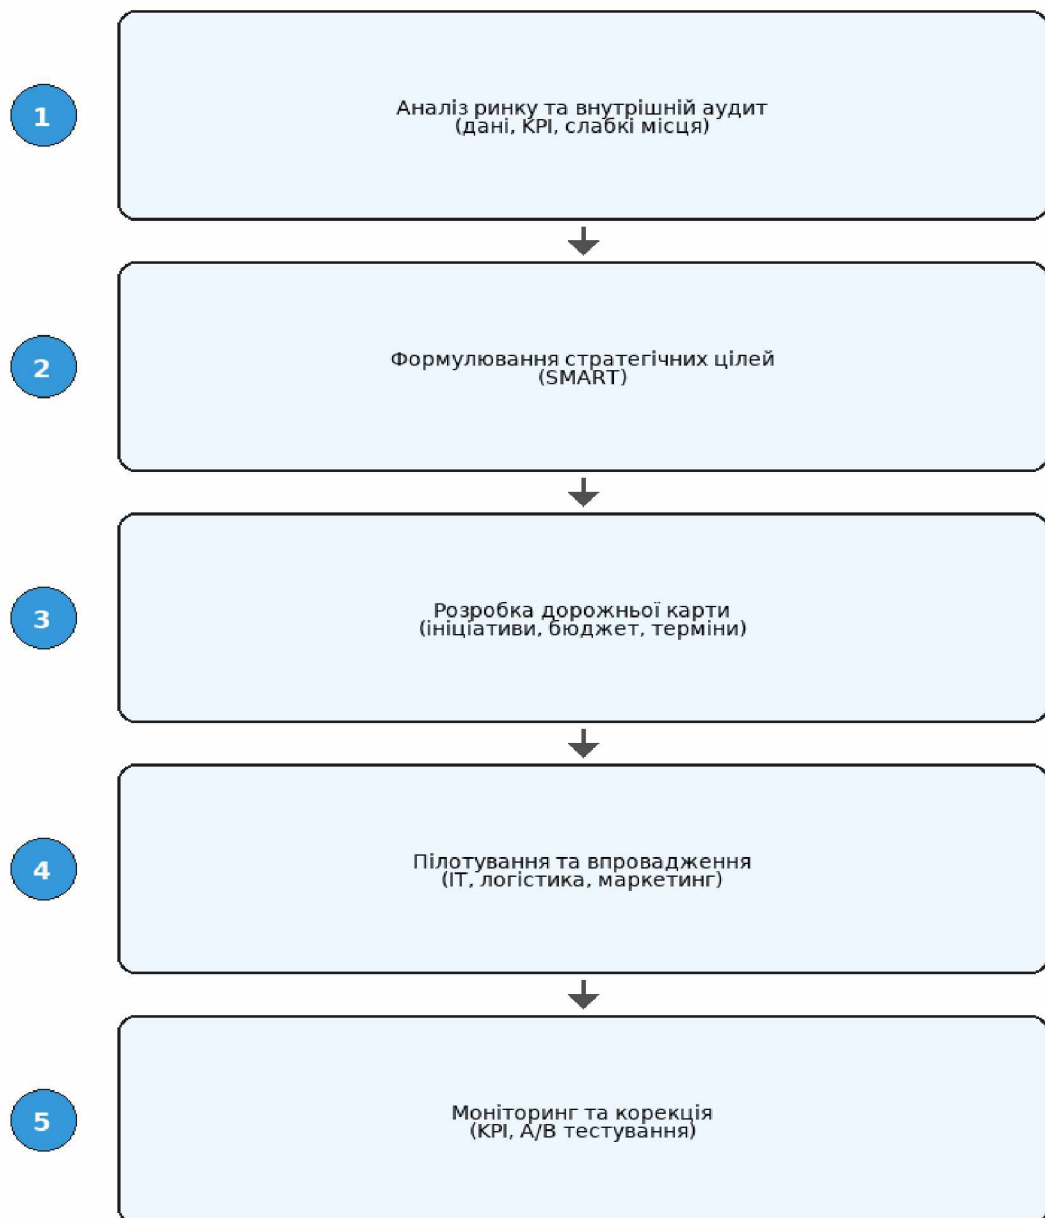 1
Аналіз ринку та внутрішній аудит
(дані, KPI, слабкі місця)
2
Формулювання стратегічних цілей
(SMART)
3
Розробка дорожньої карти
(ініціативи, бюджет, терміни)
4
Пілотування та впровадження
(IT, логістика, маркетинг)
5
Моніторинг та корекція
(KPI, A/B тестування)